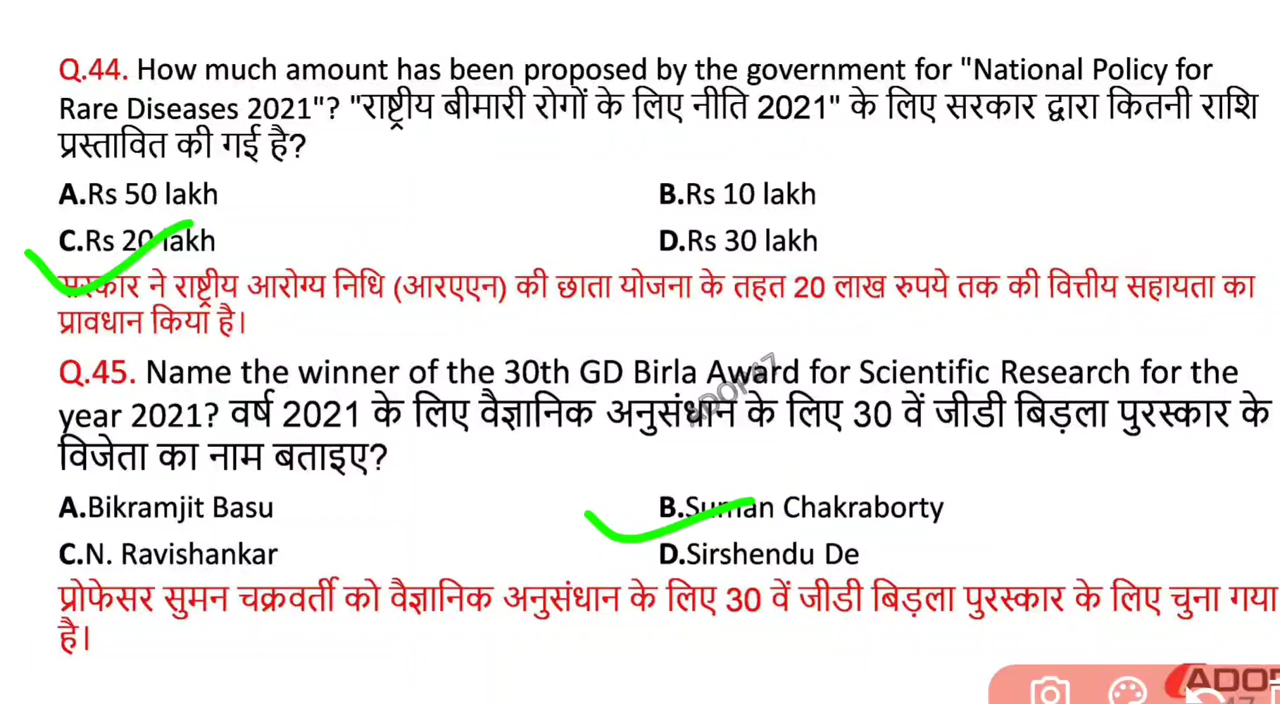 Q.44. How much amount has been proposed by the government for "National Policy for
Rare Diseases 2021"? "राष्ट्रीय बीमारी रोगों के लिए नीति 2021" के लिए सरकार द्वारा कितनी राशि
प्रस्तावित की गई है?
A.Rs 50 lakh B.Rs 10 lakh
C.Rs 20 lakh D.Rs 30 lakh
सरकार ने राष्ट्रीय आरोग्य निधि (आरएएन) की छाता योजना के तहत 20 लाख रुपये तक की वित्तीय सहायता का
प्रावधान किया है।
Q.45. Name the winner of the 30th GD Birla Award for Scientific Research for the
year 2021? वर्ष 2021 के लिए वैज्ञानिक अनुसंधान के लिए 30 वें जीडी बिड़ला पुरस्कार के
विजेता का नाम बताइए?
A.Bikramjit Basu B.Suman Chakraborty
C.N. Ravishankar D.Sirshendu De
प्रोफेसर सुमन चक्रवर्ती को वैज्ञानिक अनुसंधान के लिए 30 वें जीडी बिड़ला पुरस्कार के लिए चुना गया
है।